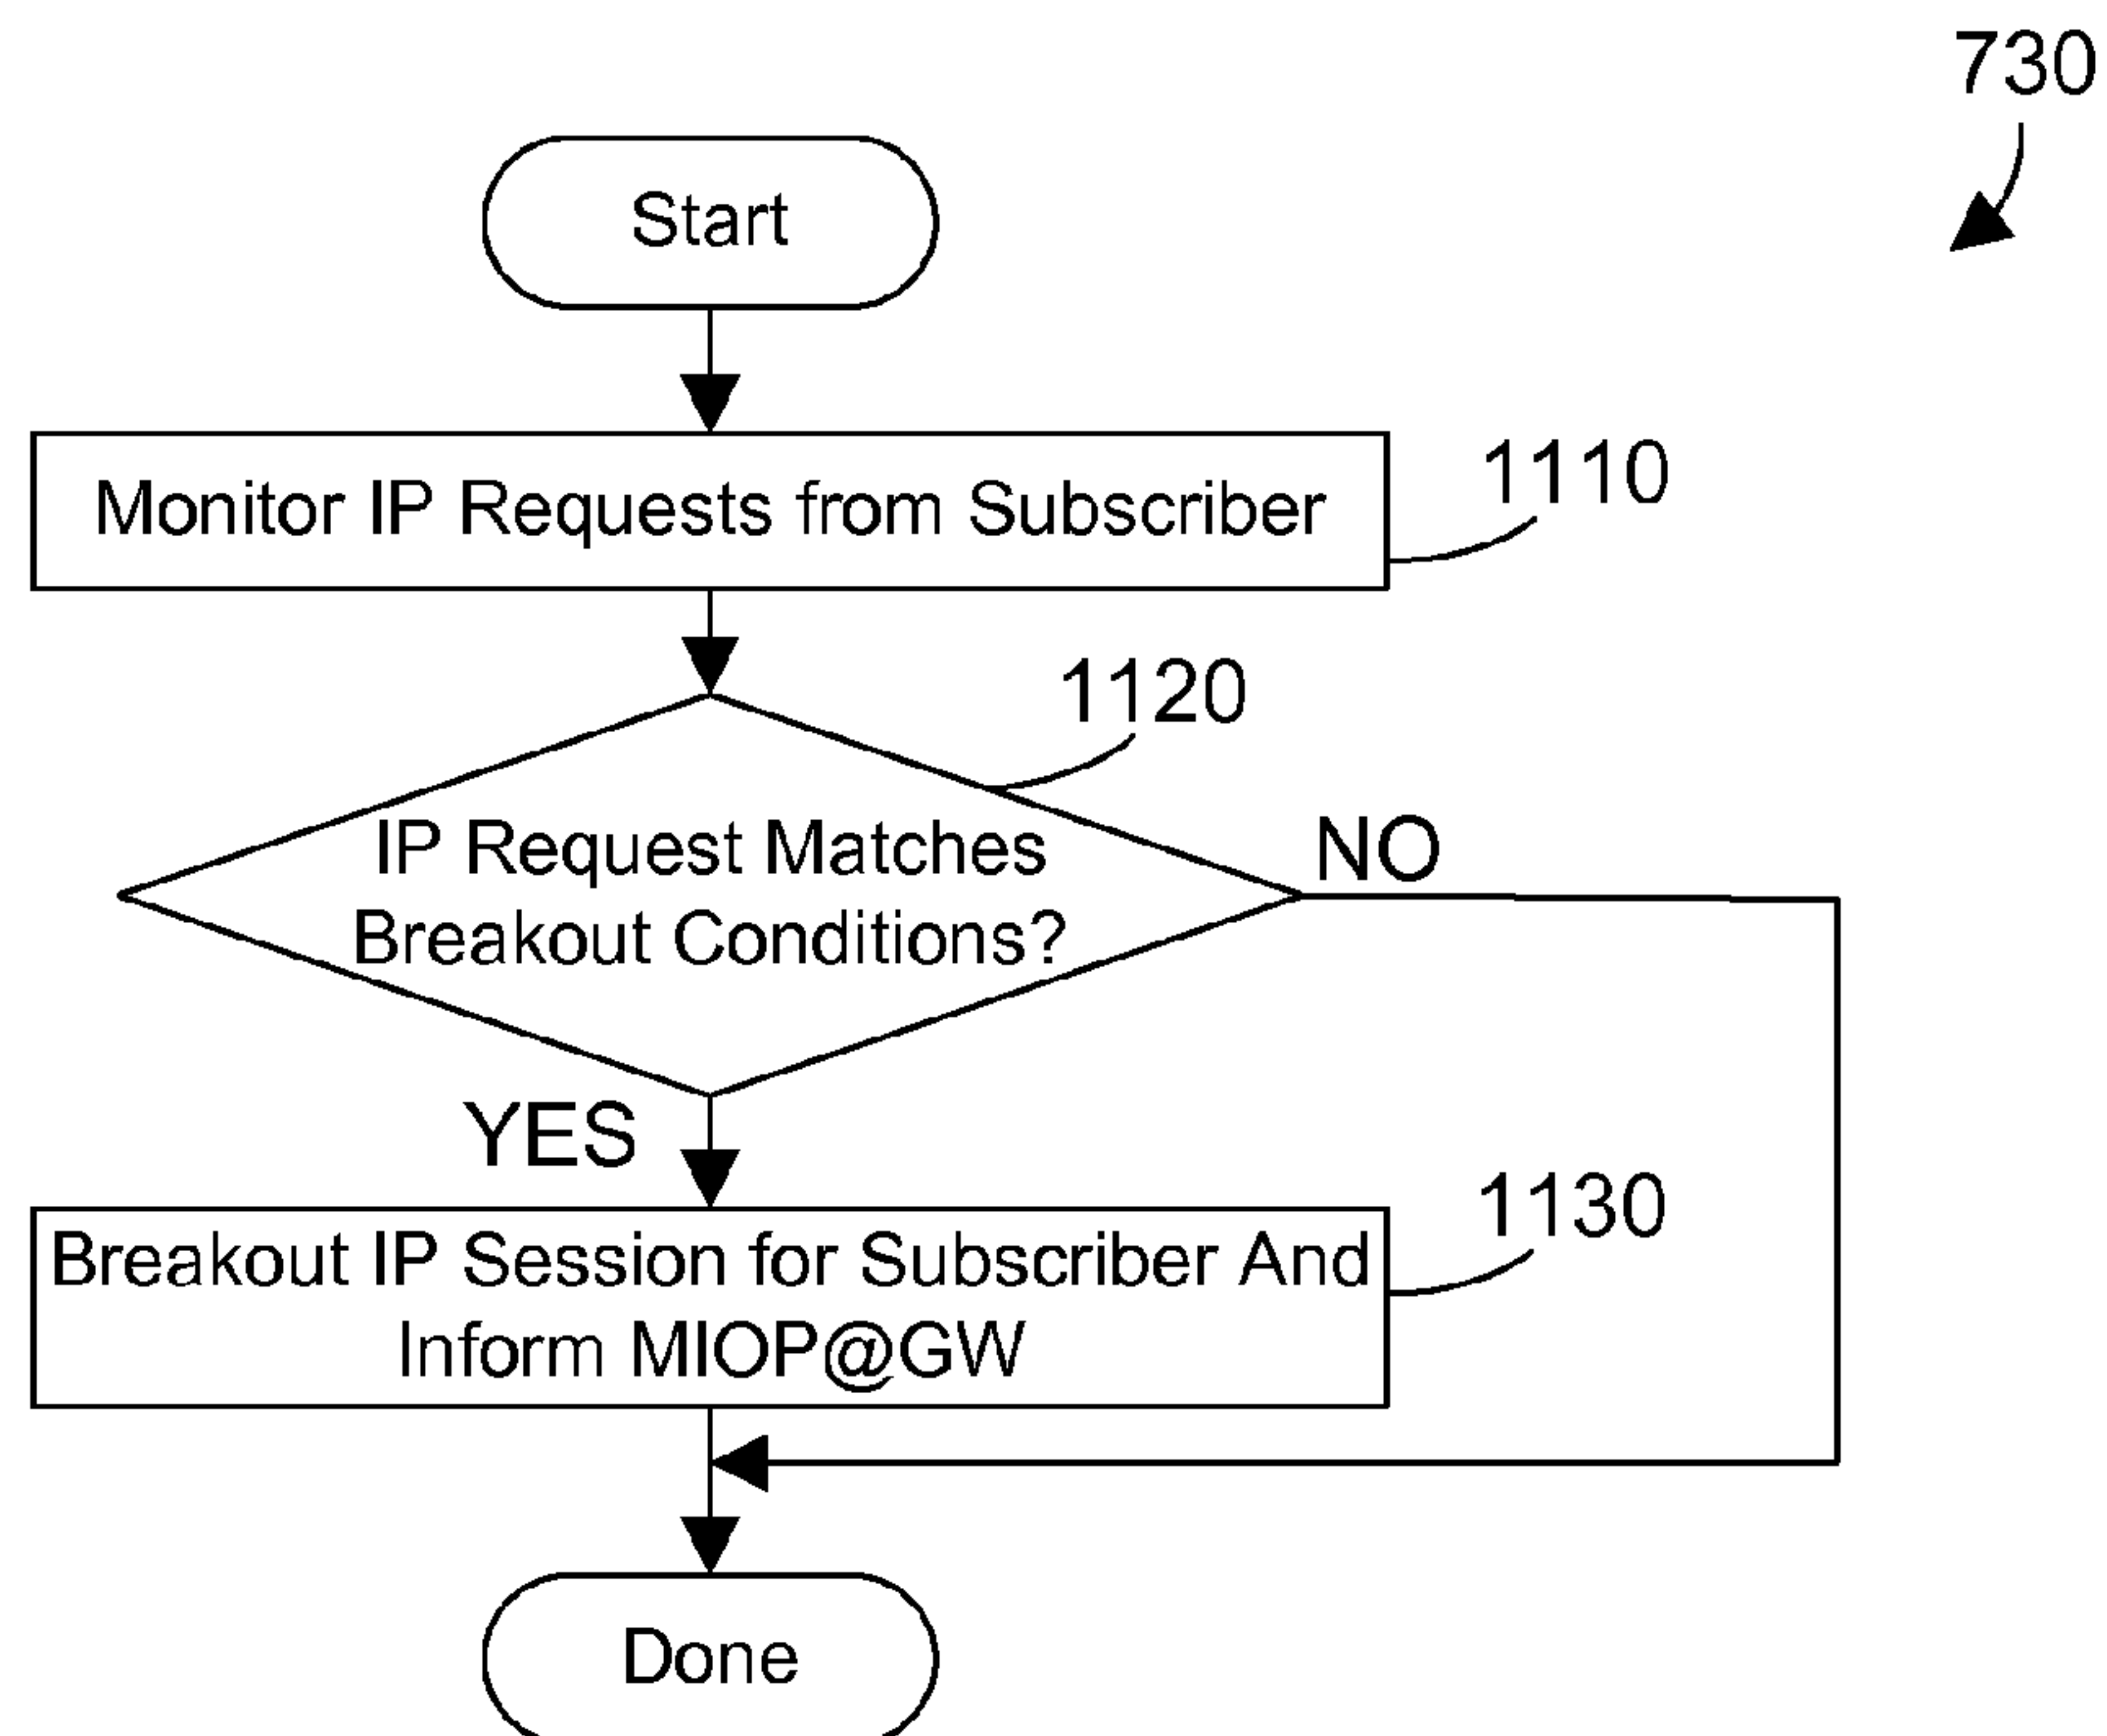 730
Start
Monitor IP Requests from Subscriber
1110
1120
IP Request Matches
Breakout Conditions?
NO
YES
1130
Breakout IP Session for Subscriber And
Inform MIOP@GW
Done